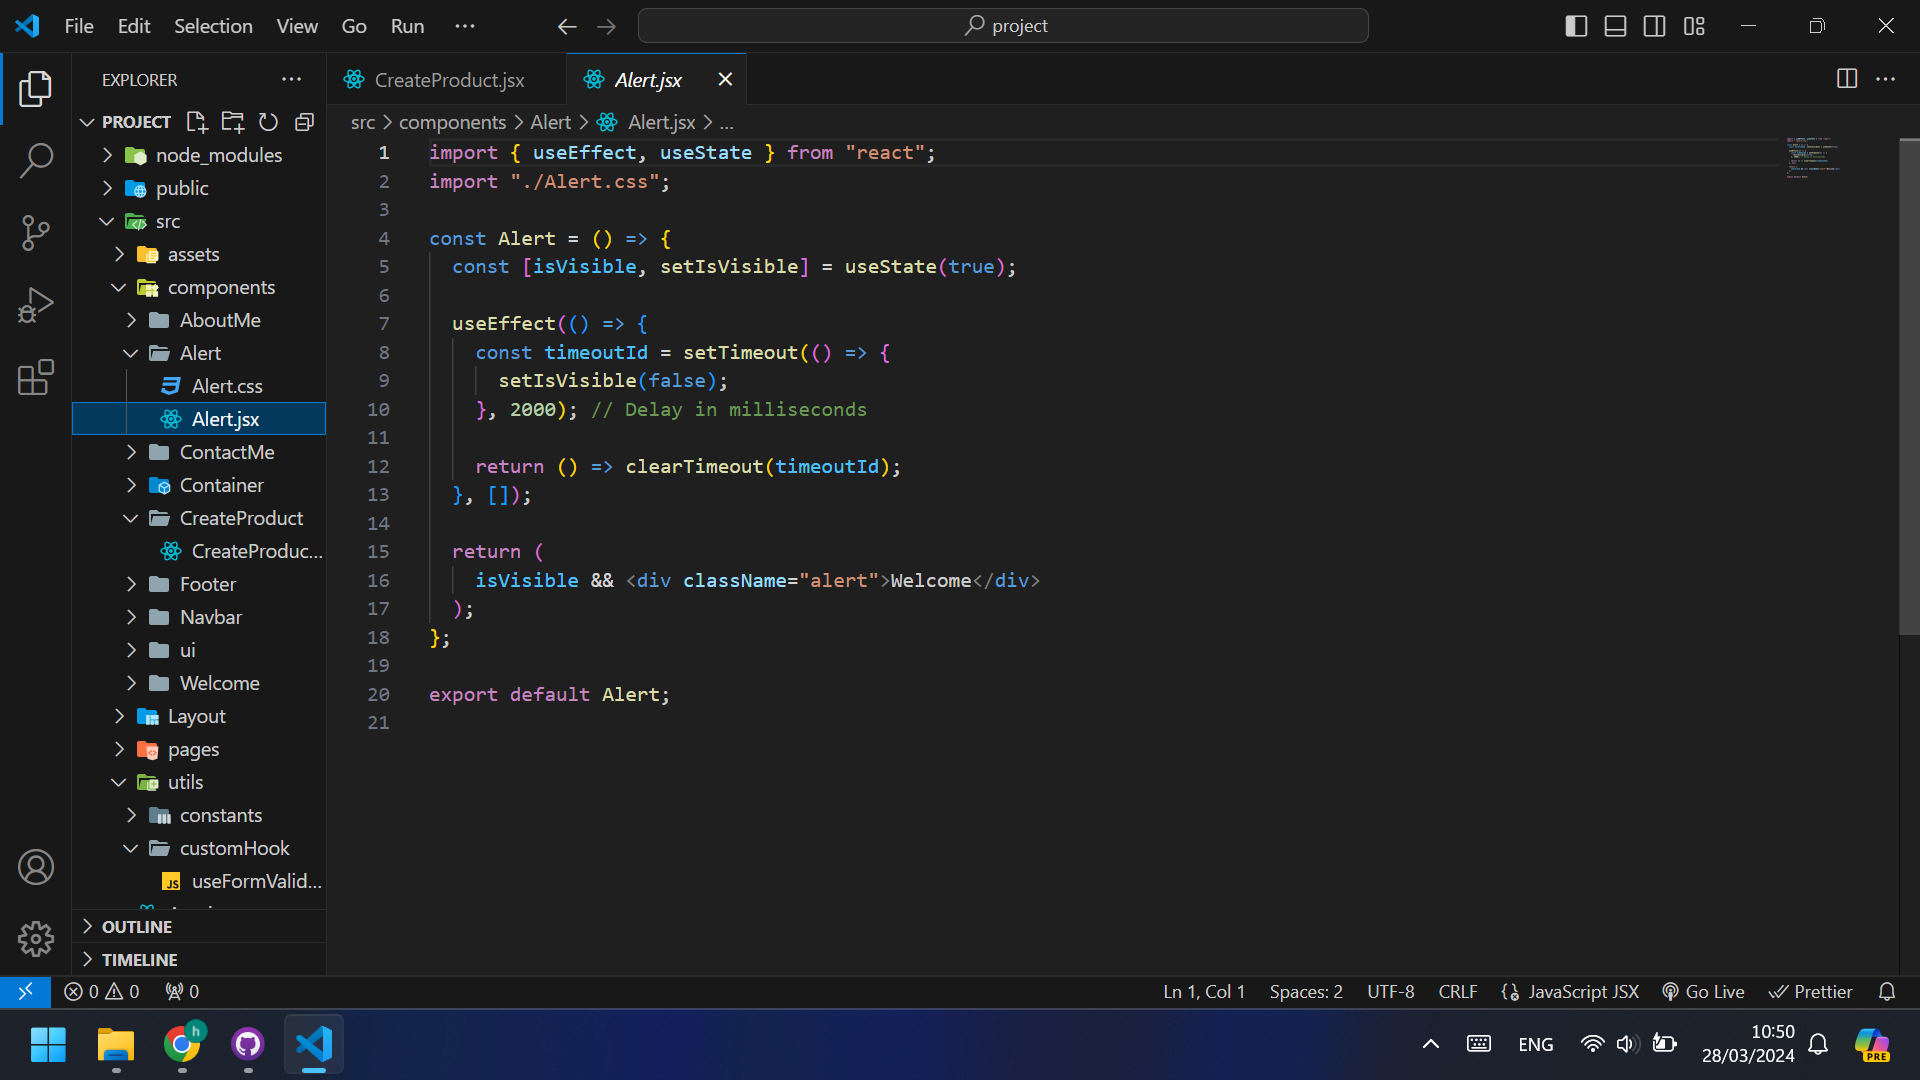 File Edit Selection View Go Run ... project
EXPLORER ...
PROJECT
node_modules
public
src
assets
components
AboutMe
Alert
Alert.css
Alert.jsx
ContactMe
Container
CreateProduct
CreateProduc...
Footer
Navbar
ui
Welcome
Layout
pages
utils
constants
customHook
JS useFormValid...
OUTLINE
TIMELINE
CreateProduct.jsx Alert.jsx
src > components > Alert > Alert.jsx > ...
1 import { useEffect, useState } from "react";
2 import "./Alert.css";
3
4 const Alert = () => {
5 const [isVisible, setIsVisible] = useState(true);
6
7 useEffect(() => {
8 const timeoutId = setTimeout(() => {
9 setIsVisible(false);
10 }, 2000); // Delay in milliseconds
11
12 return () => clearTimeout(timeoutId);
13 }, []);
14
15 return (
16 isVisible && <div className="alert">Welcome</div>
17 );
18 };
19
20 export default Alert;
21
0 0 0 Ln 1, Col 1 Spaces: 2 UTF-8 CRLF JavaScript JSX Go Live Prettier
h ENG 10:50
28/03/2024 PRE